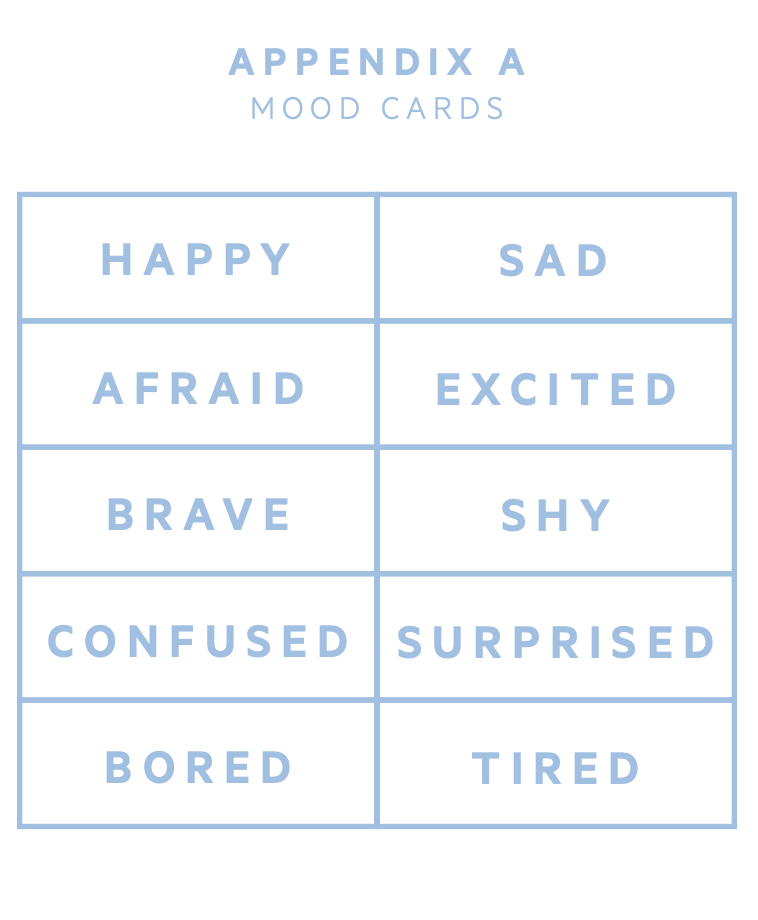 APPENDIX A
MOOD CARDS
HAPPY SAD
AFRAID EXCITED
BRAVE SHY
CONFUSED SURPRISED
BORED TIRED